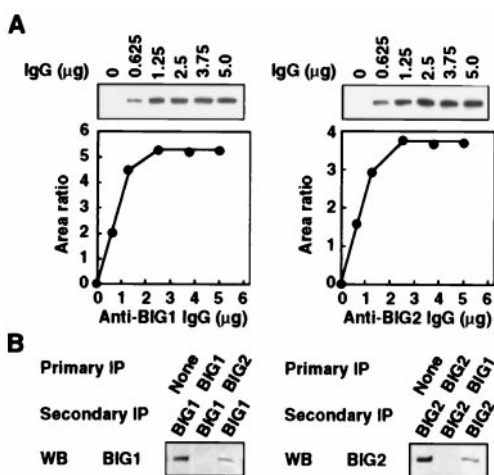 A
IgG (µg) 0 0.625 1.25 2.5 3.75 5.0
IgG (µg) 0 0.625 1.25 2.5 3.75 5.0
Area ratio
6
5
4
3
2
1
0
0 1 2 3 4 5 6
Anti-BIG1 IgG (µg)
Area ratio
4
3
2
1
0
0 1 2 3 4 5 6
Anti-BIG2 IgG (µg)
B
Primary IP None BIG1 BIG2
Secondary IP BIG1 BIG1 BIG1
WB BIG1
Primary IP None BIG2 BIG1
Secondary IP BIG2 BIG2 BIG2
WB BIG2